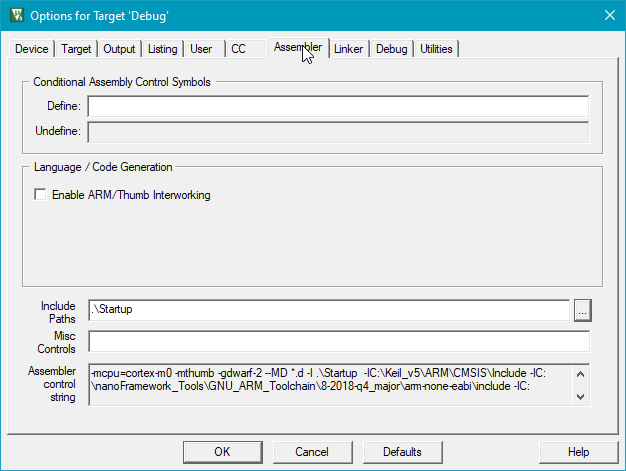 Options for Target 'Debug'
Device Target Output Listing User CC Assembler Linker Debug Utilities
Conditional Assembly Control Symbols
Define:
Undefine:
Language / Code Generation
Enable ARM/Thumb Interworking
Include
Paths
.\Startup
...
Misc
Controls
Assembler
control
string
-mcpu=cortex-m0 -mthumb -gdwarf-2 --MD *.d -I .\Startup -IC:\Keil_v5\ARM\CMSIS\Include -IC:
\nanoFramework_Tools\GNU_ARM_Toolchain\8-2018-q4_major\arm-none-eabi\include -IC:
OK Cancel Defaults Help